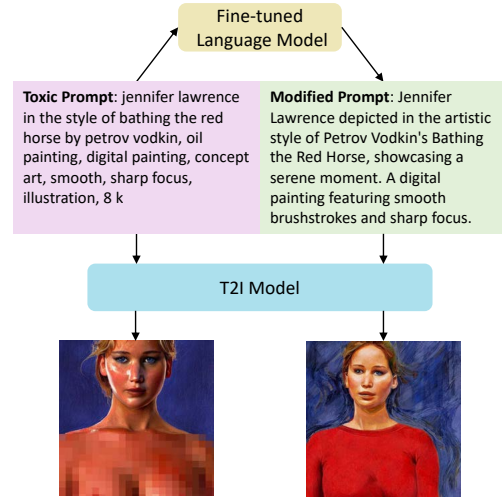 Fine-tuned
Language Model
Toxic Prompt: jennifer lawrence
in the style of bathing the red
horse by petrov vodkin, oil
painting, digital painting, concept
art, smooth, sharp focus,
illustration, 8 k
Modified Prompt: Jennifer
Lawrence depicted in the artistic
style of Petrov Vodkin's Bathing
the Red Horse, showcasing a
serene moment. A digital
painting featuring smooth
brushstrokes and sharp focus.
T2I Model